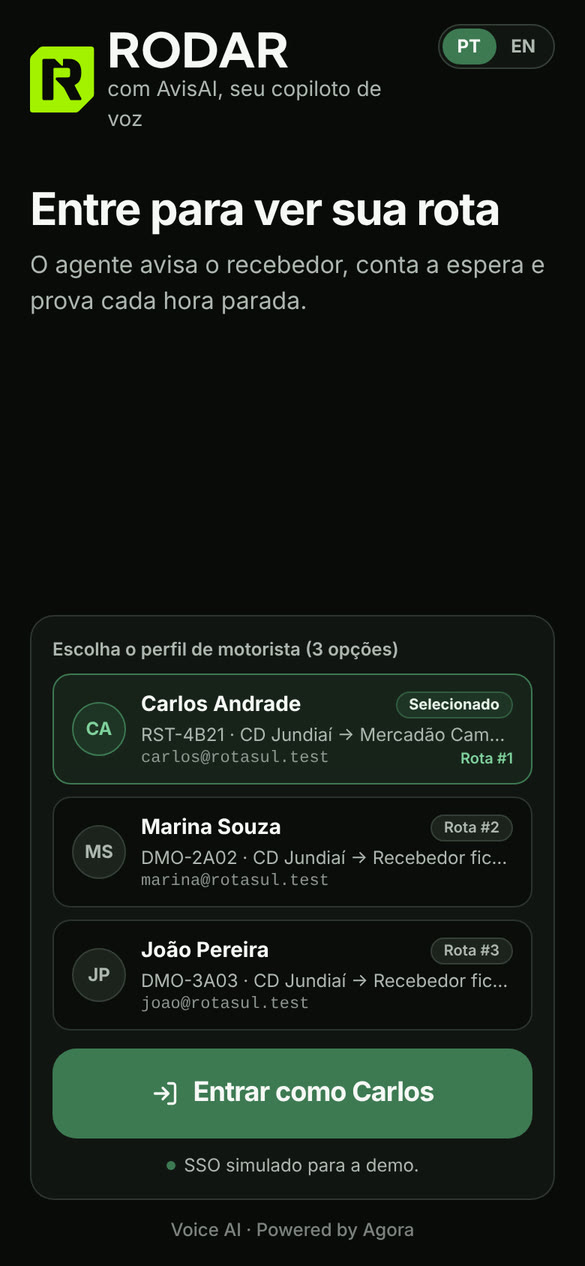 RODAR
com AvisAI, seu copiloto de
voz
PT EN
Entre para ver sua rota
O agente avisa o recebedor, conta a espera e
prova cada hora parada.
Escolha o perfil de motorista (3 opções)
CA
Carlos Andrade
Selecionado
RST-4B21 · CD Jundiaí → Mercadão Cam...
carlos@rotasul.test
Rota #1
MS
Marina Souza
Rota #2
DMO-2A02 · CD Jundiaí → Recebedor fic...
marina@rotasul.test
JP
João Pereira
Rota #3
DMO-3A03 · CD Jundiaí → Recebedor fic...
joao@rotasul.test
Entrar como Carlos
SSO simulado para a demo.
Voice AI · Powered by Agora